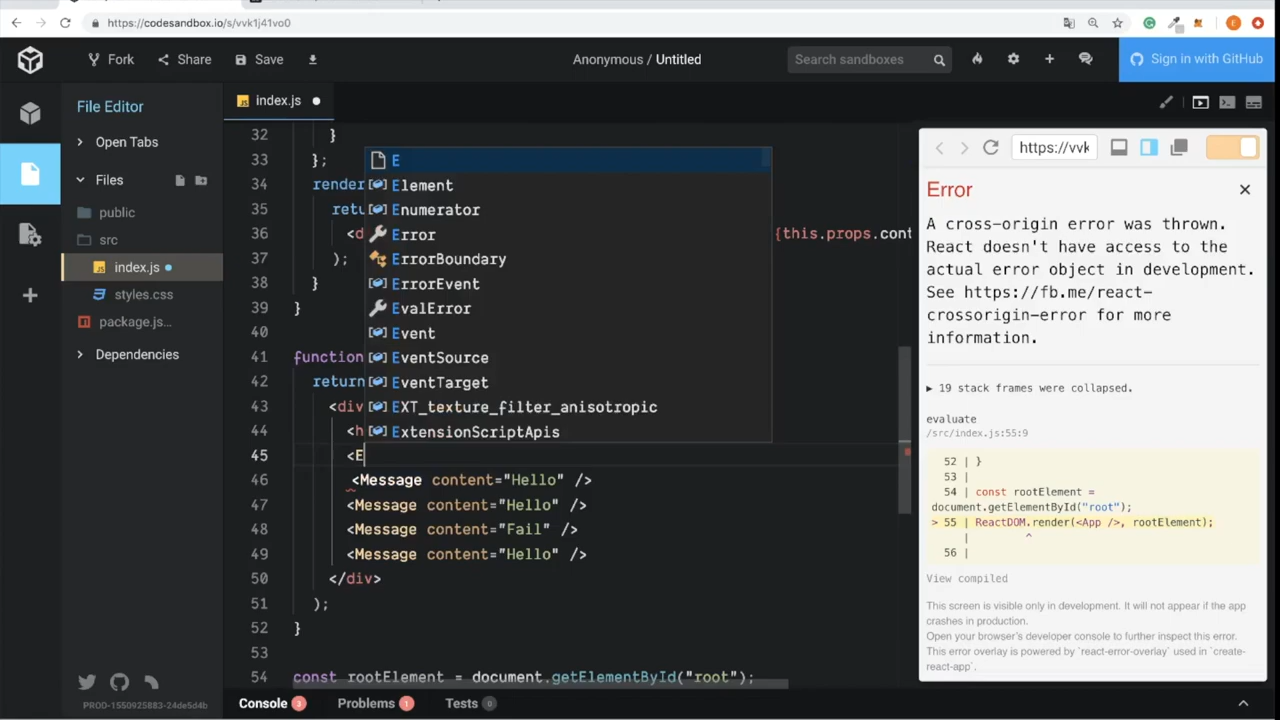 https://codesandbox.io/s/vvk1j41vo0
Fork
Share
Save
Anonymous / Untitled
Search sandboxes
Sign in with GitHub
File Editor
Open Tabs
Files
public
src
index.js
styles.css
package.js...
Dependencies
PROD-1550925883-24de5d4b
index.js
32 }
33 };
34 render
35 retu
36 <d {this.props.cont
37 );
38 }
39 }
40
41 function
42 return
43 <div
44 <h
45 <E
46 <Message content="Hello" />
47 <Message content="Hello" />
48 <Message content="Fail" />
49 <Message content="Hello" />
50 </div>
51 );
52 }
53
54 const rootElement = document.getElementById("root");
E
Element
Enumerator
Error
ErrorBoundary
ErrorEvent
EvalError
Event
EventSource
EventTarget
EXT_texture_filter_anisotropic
ExtensionScriptApis
Console 3
Problems 1
Tests 0
https://vvk
Error
A cross-origin error was thrown.
React doesn't have access to the
actual error object in development.
See https://fb.me/react-
crossorigin-error for more
information.
▶ 19 stack frames were collapsed.
evaluate
/src/index.js:55:9
52 | }
53 |
54 | const rootElement =
document.getElementById("root");
> 55 | ReactDOM.render(<App />, rootElement);
| ^
56 |
View compiled
This screen is visible only in development. It will not appear if the app
crashes in production.
Open your browser's developer console to further inspect this error.
This error overlay is powered by `react-error-overlay` used in `create-
react-app`.